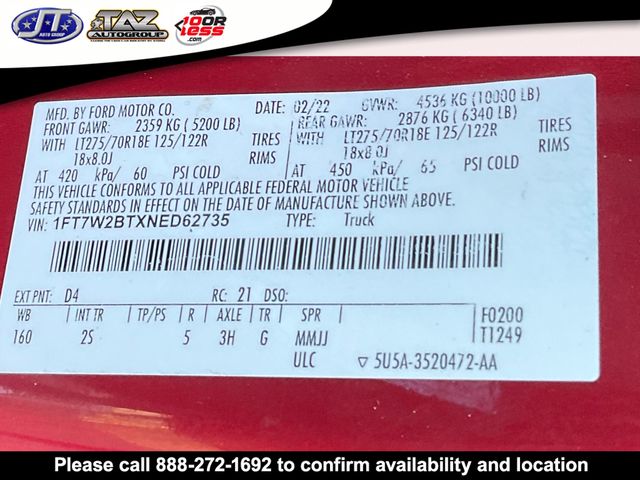 JT
AUTO GROUP
TAZ
AUTOGROUP
10OR
LESS
.com
MFD. BY FORD MOTOR CO.
DATE: 02/22 GVWR: 4536 KG (10000 LB)
FRONT GAWR: 2359 KG (5200 LB)
REAR GAWR: 2876 KG (6340 LB)
WITH LT275/70R18E 125/122R TIRES
WITH LT275/70R18E 125/122R TIRES
18x8.0J RIMS
18x8.0J RIMS
AT 420 kPa/ 60 PSI COLD
AT 450 kPa/ 65 PSI COLD
THIS VEHICLE CONFORMS TO ALL APPLICABLE FEDERAL MOTOR VEHICLE
SAFETY STANDARDS IN EFFECT ON THE DATE OF MANUFACTURE SHOWN ABOVE.
VIN: 1FT7W2BTXNED62735 TYPE: Truck
EXT PNT: D4 RC: 21 DSO:
WB INT TR TP/PS R AXLE TR SPR F0200
160 2S 5 3H G MMJJ T1249
ULC ▽ 5U5A-3520472-AA
Please call 888-272-1692 to confirm availability and location